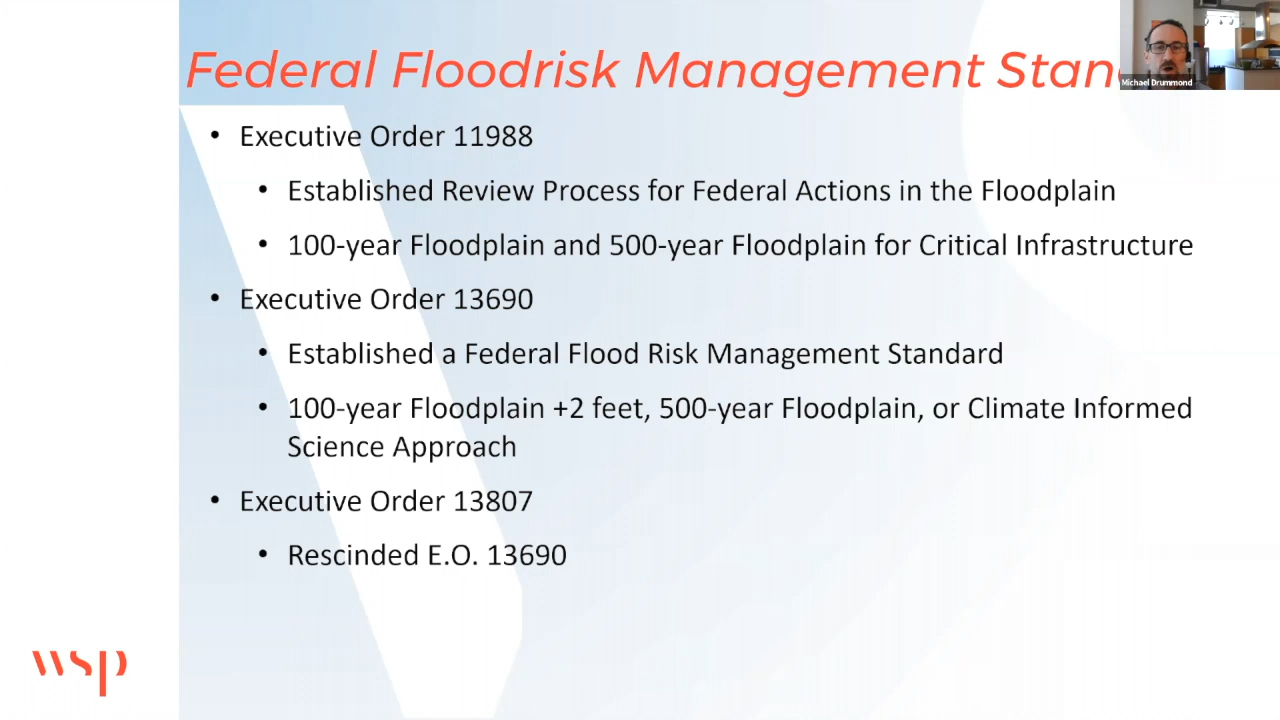 Federal Floodrisk Management Stan
Michael Drummond
• Executive Order 11988
• Established Review Process for Federal Actions in the Floodplain
• 100-year Floodplain and 500-year Floodplain for Critical Infrastructure
• Executive Order 13690
• Established a Federal Flood Risk Management Standard
• 100-year Floodplain +2 feet, 500-year Floodplain, or Climate Informed
Science Approach
• Executive Order 13807
• Rescinded E.O. 13690
wsp